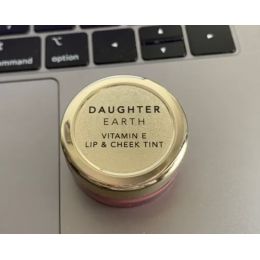 DAUGHTER
EARTH
VITAMIN E
LIP & CHEEK TINT
command
option